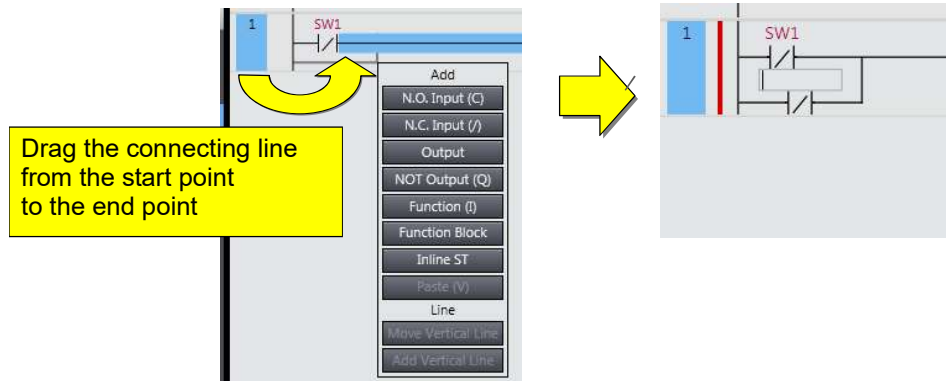 1
SW1
Drag the connecting line
from the start point
to the end point
Add
N.O. Input (C)
N.C. Input (/)
Output
NOT Output (Q)
Function (I)
Function Block
Inline ST
Paste (V)
Line
Move Vertical Line
Add Vertical Line
1
SW1